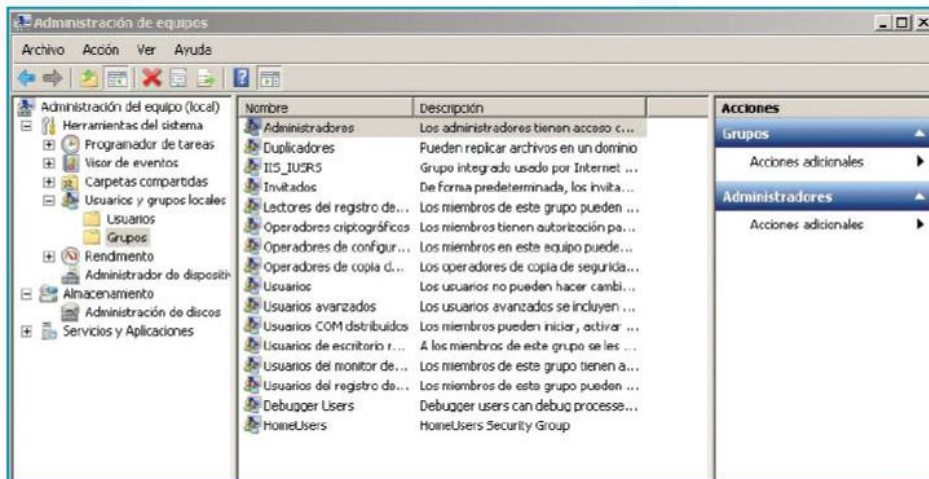 Administración de equipos
Archivo Acción Ver Ayuda
Administración del equipo (local)
Herramientas del sistema
Programador de tareas
Visor de eventos
Carpetas compartidas
Usuarios y grupos locales
Usuarios
Grupos
Rendimiento
Administrador de dispositiv
Almacenamiento
Administración de discos
Servicios y Aplicaciones
Nombre Descripción
Administradores Los administradores tienen acceso c...
Duplicadores Pueden replicar archivos en un dominio
IIS_IUSRS Grupo integrado usado por Internet ...
Invitados De forma predeterminada, los invita...
Lectores del registro de... Los miembros de este grupo pueden ...
Operadores criptográficos Los miembros tienen autorización pa...
Operadores de configur... Los miembros en este equipo puede...
Operadores de copia d... Los operadores de copia de segurida...
Usuarios Los usuarios no pueden hacer cambi...
Usuarios avanzados Los usuarios avanzados se incluyen ...
Usuarios COM distribuidos Los miembros pueden iniciar, activar ...
Usuarios de escritorio r... A los miembros de este grupo se les ...
Usuarios del monitor de... Los miembros de este grupo tienen a...
Usuarios del registro de... Los miembros de este grupo pueden ...
Debugger Users Debugger users can debug processe...
HomeUsers HomeUsers Security Group
Acciones
Grupos
Acciones adicionales
Administradores
Acciones adicionales